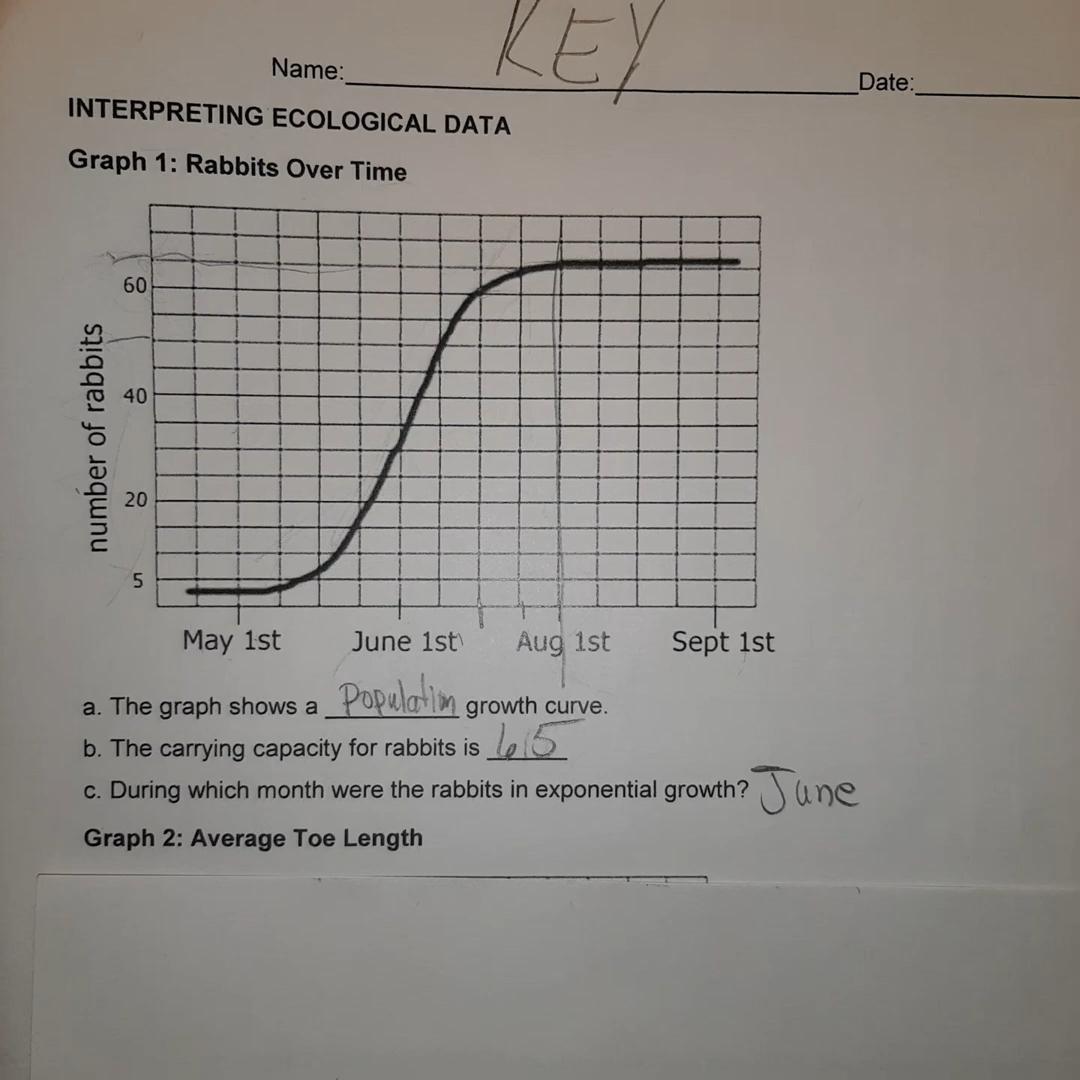 KEY
Name: Date:
INTERPRETING ECOLOGICAL DATA
Graph 1: Rabbits Over Time
number of rabbits
60
40
20
5
May 1st June 1st Aug 1st Sept 1st
a. The graph shows a Population growth curve.
b. The carrying capacity for rabbits is 65
c. During which month were the rabbits in exponential growth? June
Graph 2: Average Toe Length